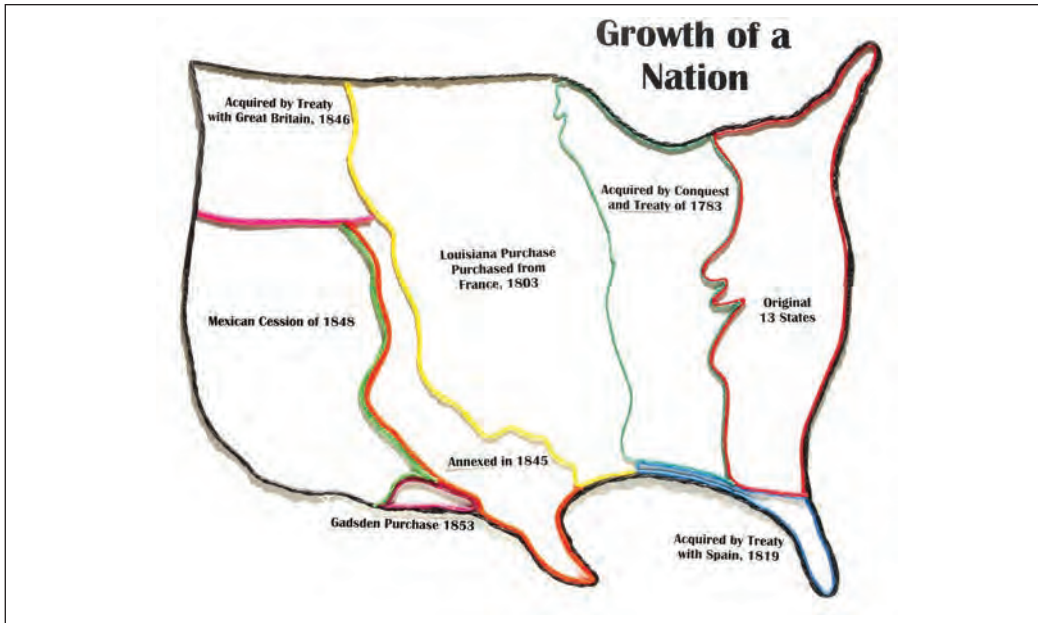 Growth of a
Nation
Acquired by Treaty
with Great Britain, 1846
Acquired by Conquest
and Treaty of 1783
Louisiana Purchase
Purchased from
France, 1803
Original
13 States
Mexican Cession of 1848
Annexed in 1845
Gadsden Purchase 1853
Acquired by Treaty
with Spain, 1819